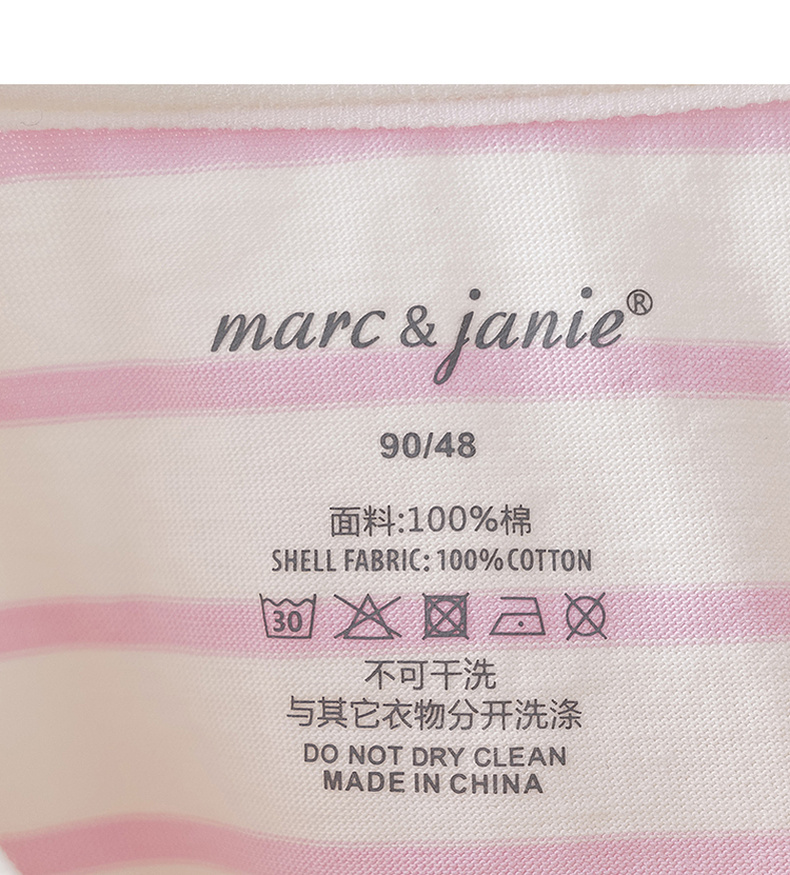 marc & janie®
90/48
面料:100%棉
SHELL FABRIC: 100% COTTON
30
不可干洗
与其它衣物分开洗涤
DO NOT DRY CLEAN
MADE IN CHINA